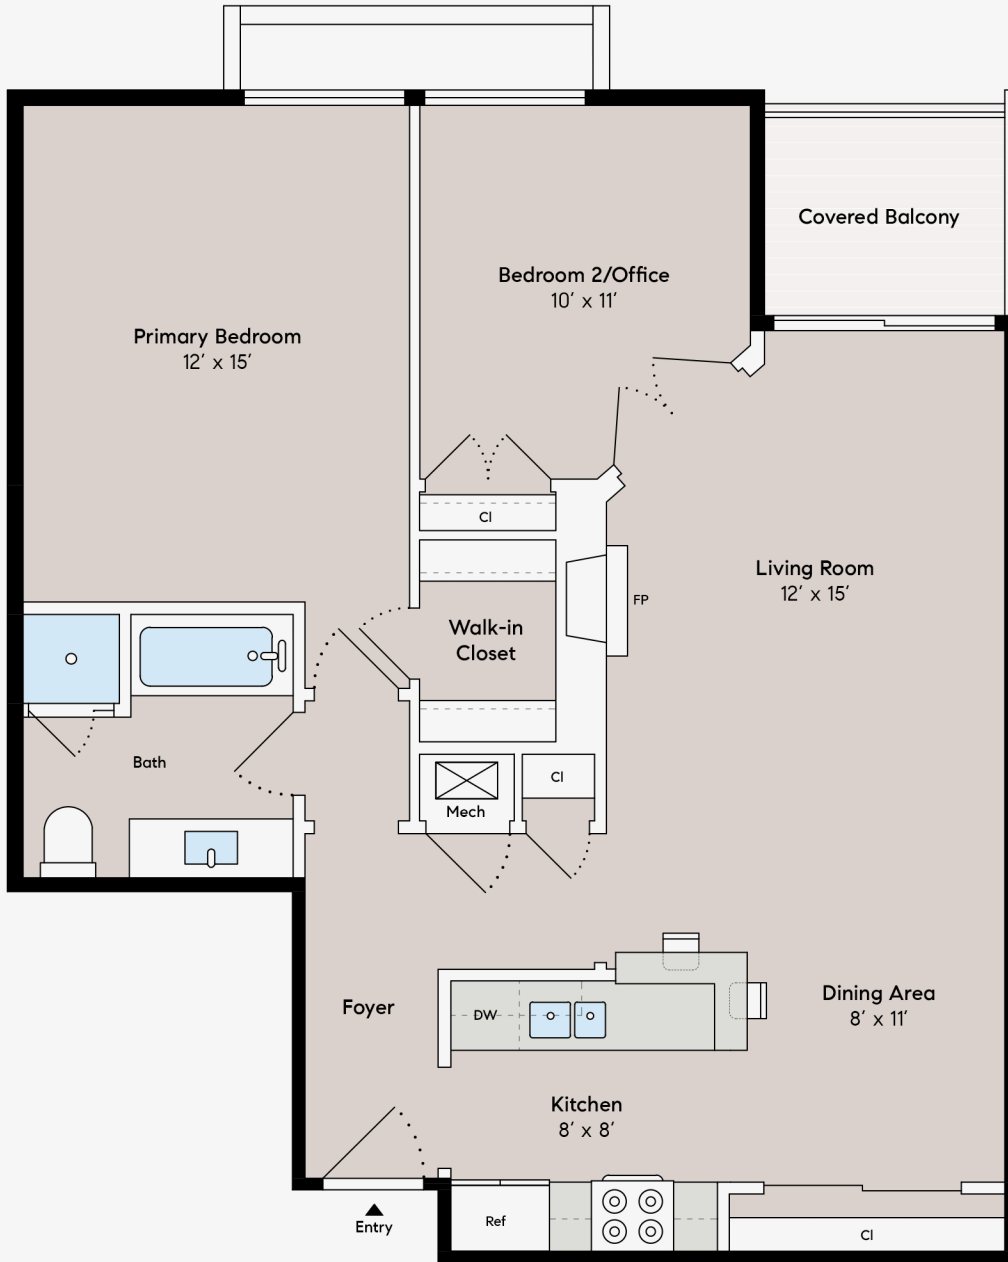 Covered Balcony
Bedroom 2/Office
10’ x 11’
Primary Bedroom
12’ x 15’
Cl
Living Room
12’ x 15’
FP
Walk-in
Closet
Bath
Cl
Mech
Foyer
DW
Dining Area
8’ x 11’
Kitchen
8’ x 8’
Entry
Ref
Cl